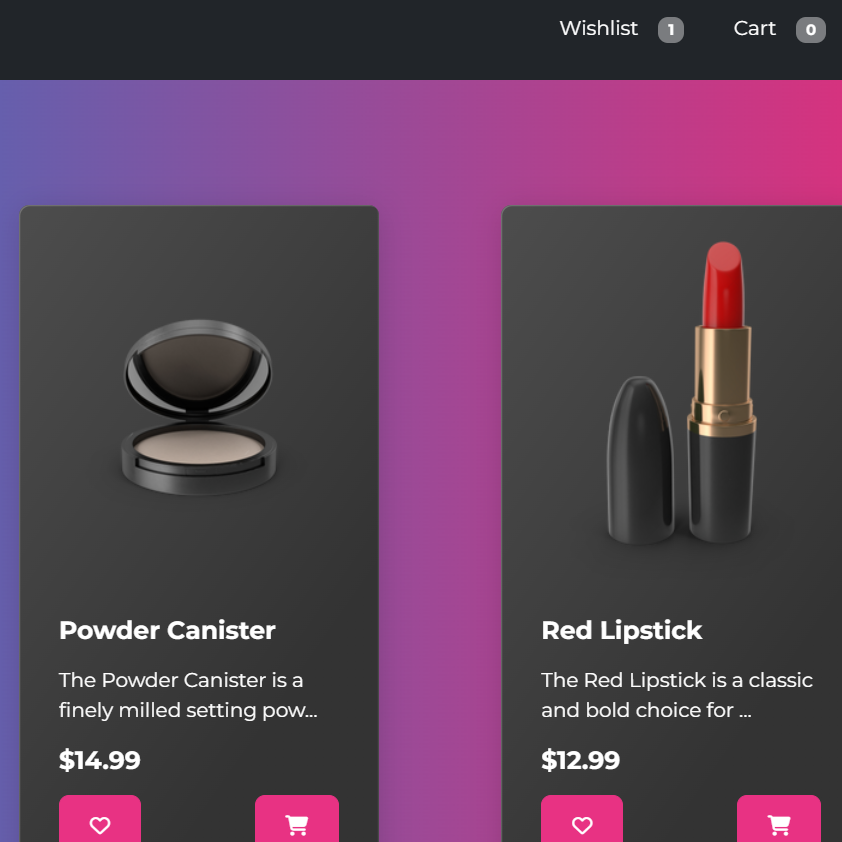 Wishlist 1 Cart 0
Powder Canister
The Powder Canister is a
finely milled setting pow...
$14.99
Red Lipstick
The Red Lipstick is a classic
and bold choice for ...
$12.99